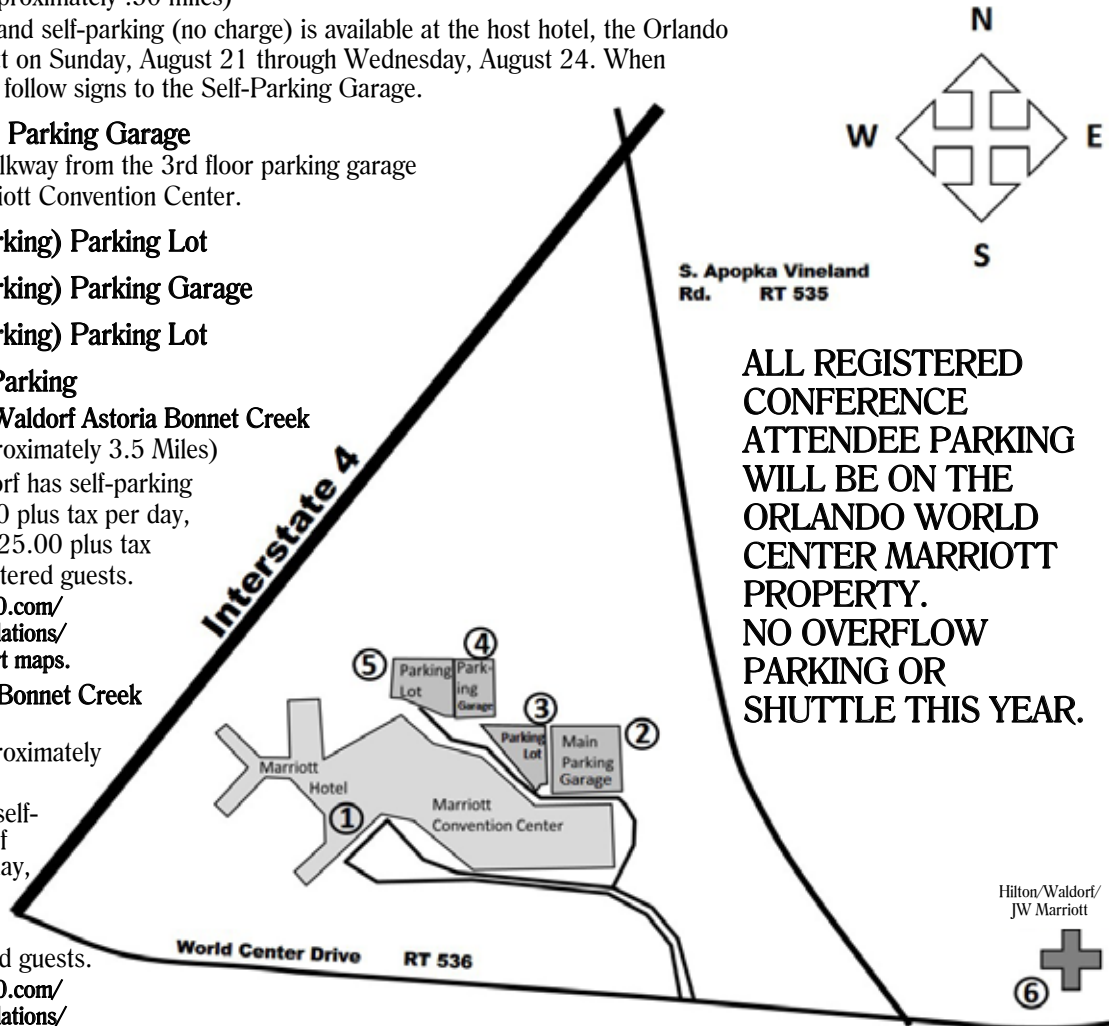 roximately .50 miles)
and self-parking (no charge) is available at the host hotel, the Orlando
t on Sunday, August 21 through Wednesday, August 24. When
follow signs to the Self-Parking Garage.
Parking Garage
lkway from the 3rd floor parking garage
iott Convention Center.
rking) Parking Lot
rking) Parking Garage
rking) Parking Lot
Parking
Waldorf Astoria Bonnet Creek
roximately 3.5 Miles)
orf has self-parking
0 plus tax per day,
25.00 plus tax
tered guests.
0.com/
lations/
rt maps.
Bonnet Creek
roximately
self-
f
ay,
d guests.
0.com/
lations/
N
W
E
S
S. Apopka Vineland
Rd. RT 535
ALL REGISTERED
CONFERENCE
ATTENDEE PARKING
WILL BE ON THE
ORLANDO WORLD
CENTER MARRIOTT
PROPERTY.
NO OVERFLOW
PARKING OR
SHUTTLE THIS YEAR.
Interstate 4
4
5
Parking
Lot
Park-
ing
Garage
3
Parking
Lot
2
Main
Parking
Garage
Marriott
Hotel
1
Marriott
Convention Center
World Center Drive RT 536
Hilton/Waldorf/
JW Marriott
6